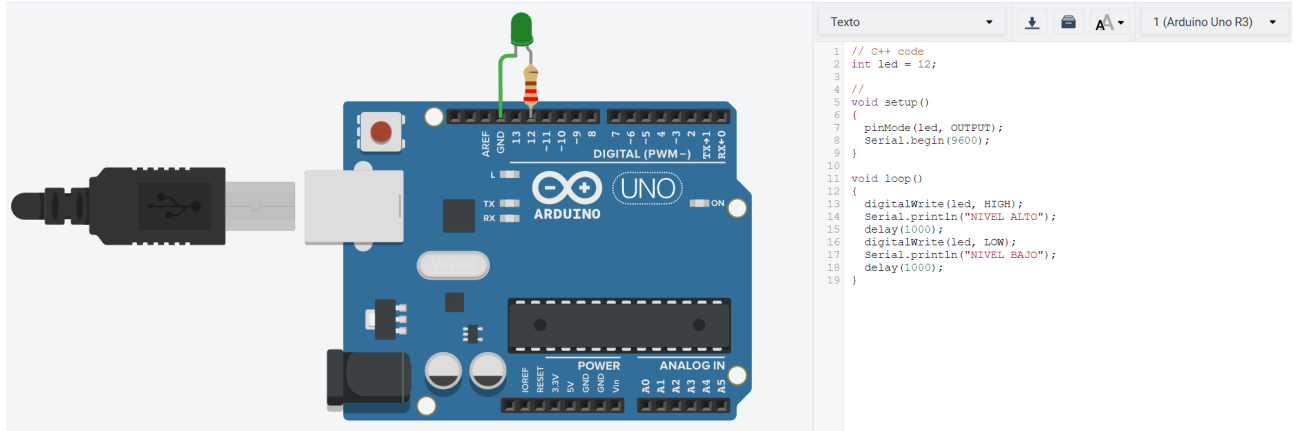 Texto
1 (Arduino Uno R3)
1 // C++ code
2 int led = 12;
3
4 //
5 void setup()
6 {
7   pinMode(led, OUTPUT);
8   Serial.begin(9600);
9 }
10
11 void loop()
12 {
13   digitalWrite(led, HIGH);
14   Serial.println("NIVEL ALTO");
15   delay(1000);
16   digitalWrite(led, LOW);
17   Serial.println("NIVEL BAJO");
18   delay(1000);
19 }
AREF
GND
13
12
~11
~10
~9
8
7
~6
~5
4
~3
2
TX→1
RX←0
DIGITAL (PWM~)
L
TX
RX
ARDUINO
UNO
ON
POWER
ANALOG IN
IOREF
RESET
3.3V
5V
GND
GND
Vin
A0
A1
A2
A3
A4
A5